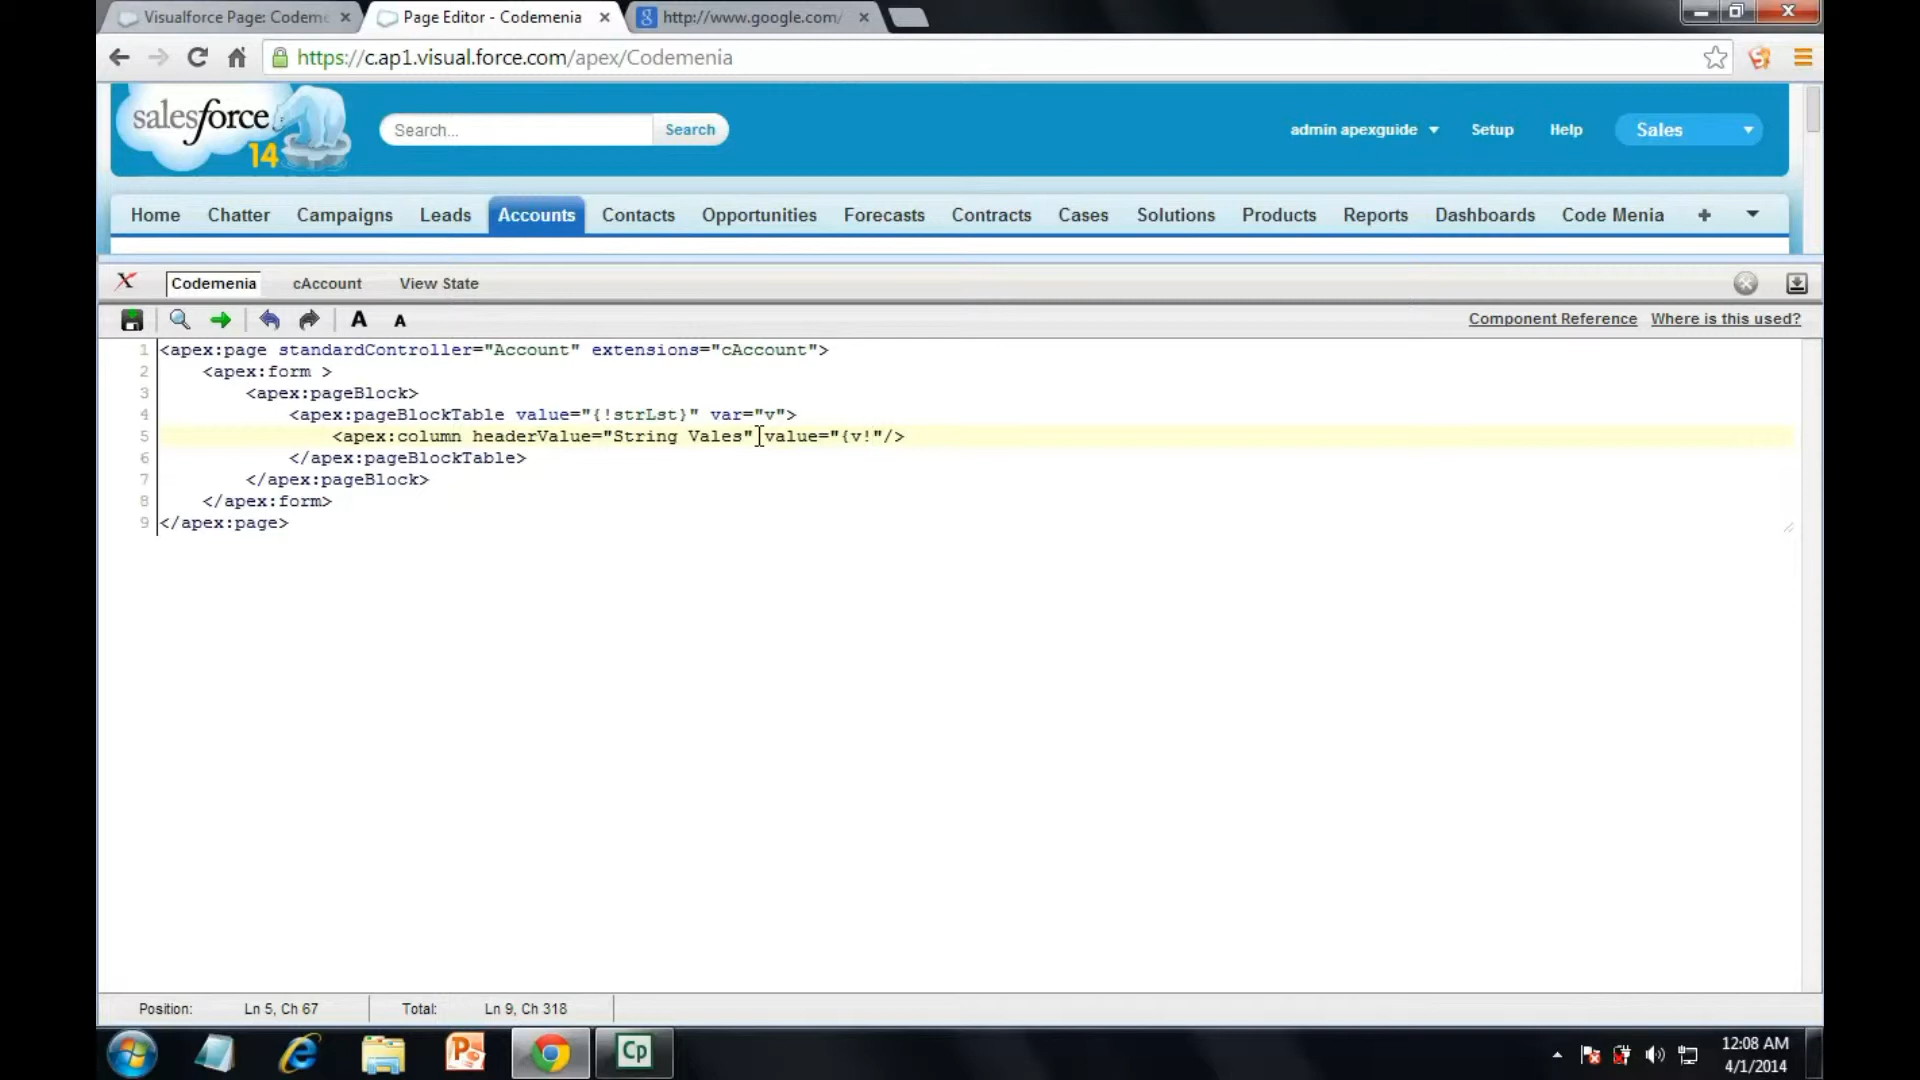 Visualforce Page: Codeme
Page Editor - Codemenia
http://www.google.com/
https://c.ap1.visual.force.com/apex/Codemenia
salesforce
14
Search...
Search
admin apexguide
Setup
Help
Sales
Home
Chatter
Campaigns
Leads
Accounts
Contacts
Opportunities
Forecasts
Contracts
Cases
Solutions
Products
Reports
Dashboards
Code Menia
+
Codemenia
cAccount
View State
A
A
Component Reference
Where is this used?
1 <apex:page standardController="Account" extensions="cAccount">
2 <apex:form >
3 <apex:pageBlock>
4 <apex:pageBlockTable value="{!strLst}" var="v">
5 <apex:column headerValue="String Vales" value="{v!"/>
6 </apex:pageBlockTable>
7 </apex:pageBlock>
8 </apex:form>
9 </apex:page>
Position: Ln 5, Ch 67 Total: Ln 9, Ch 318
Cp
12:08 AM
4/1/2014